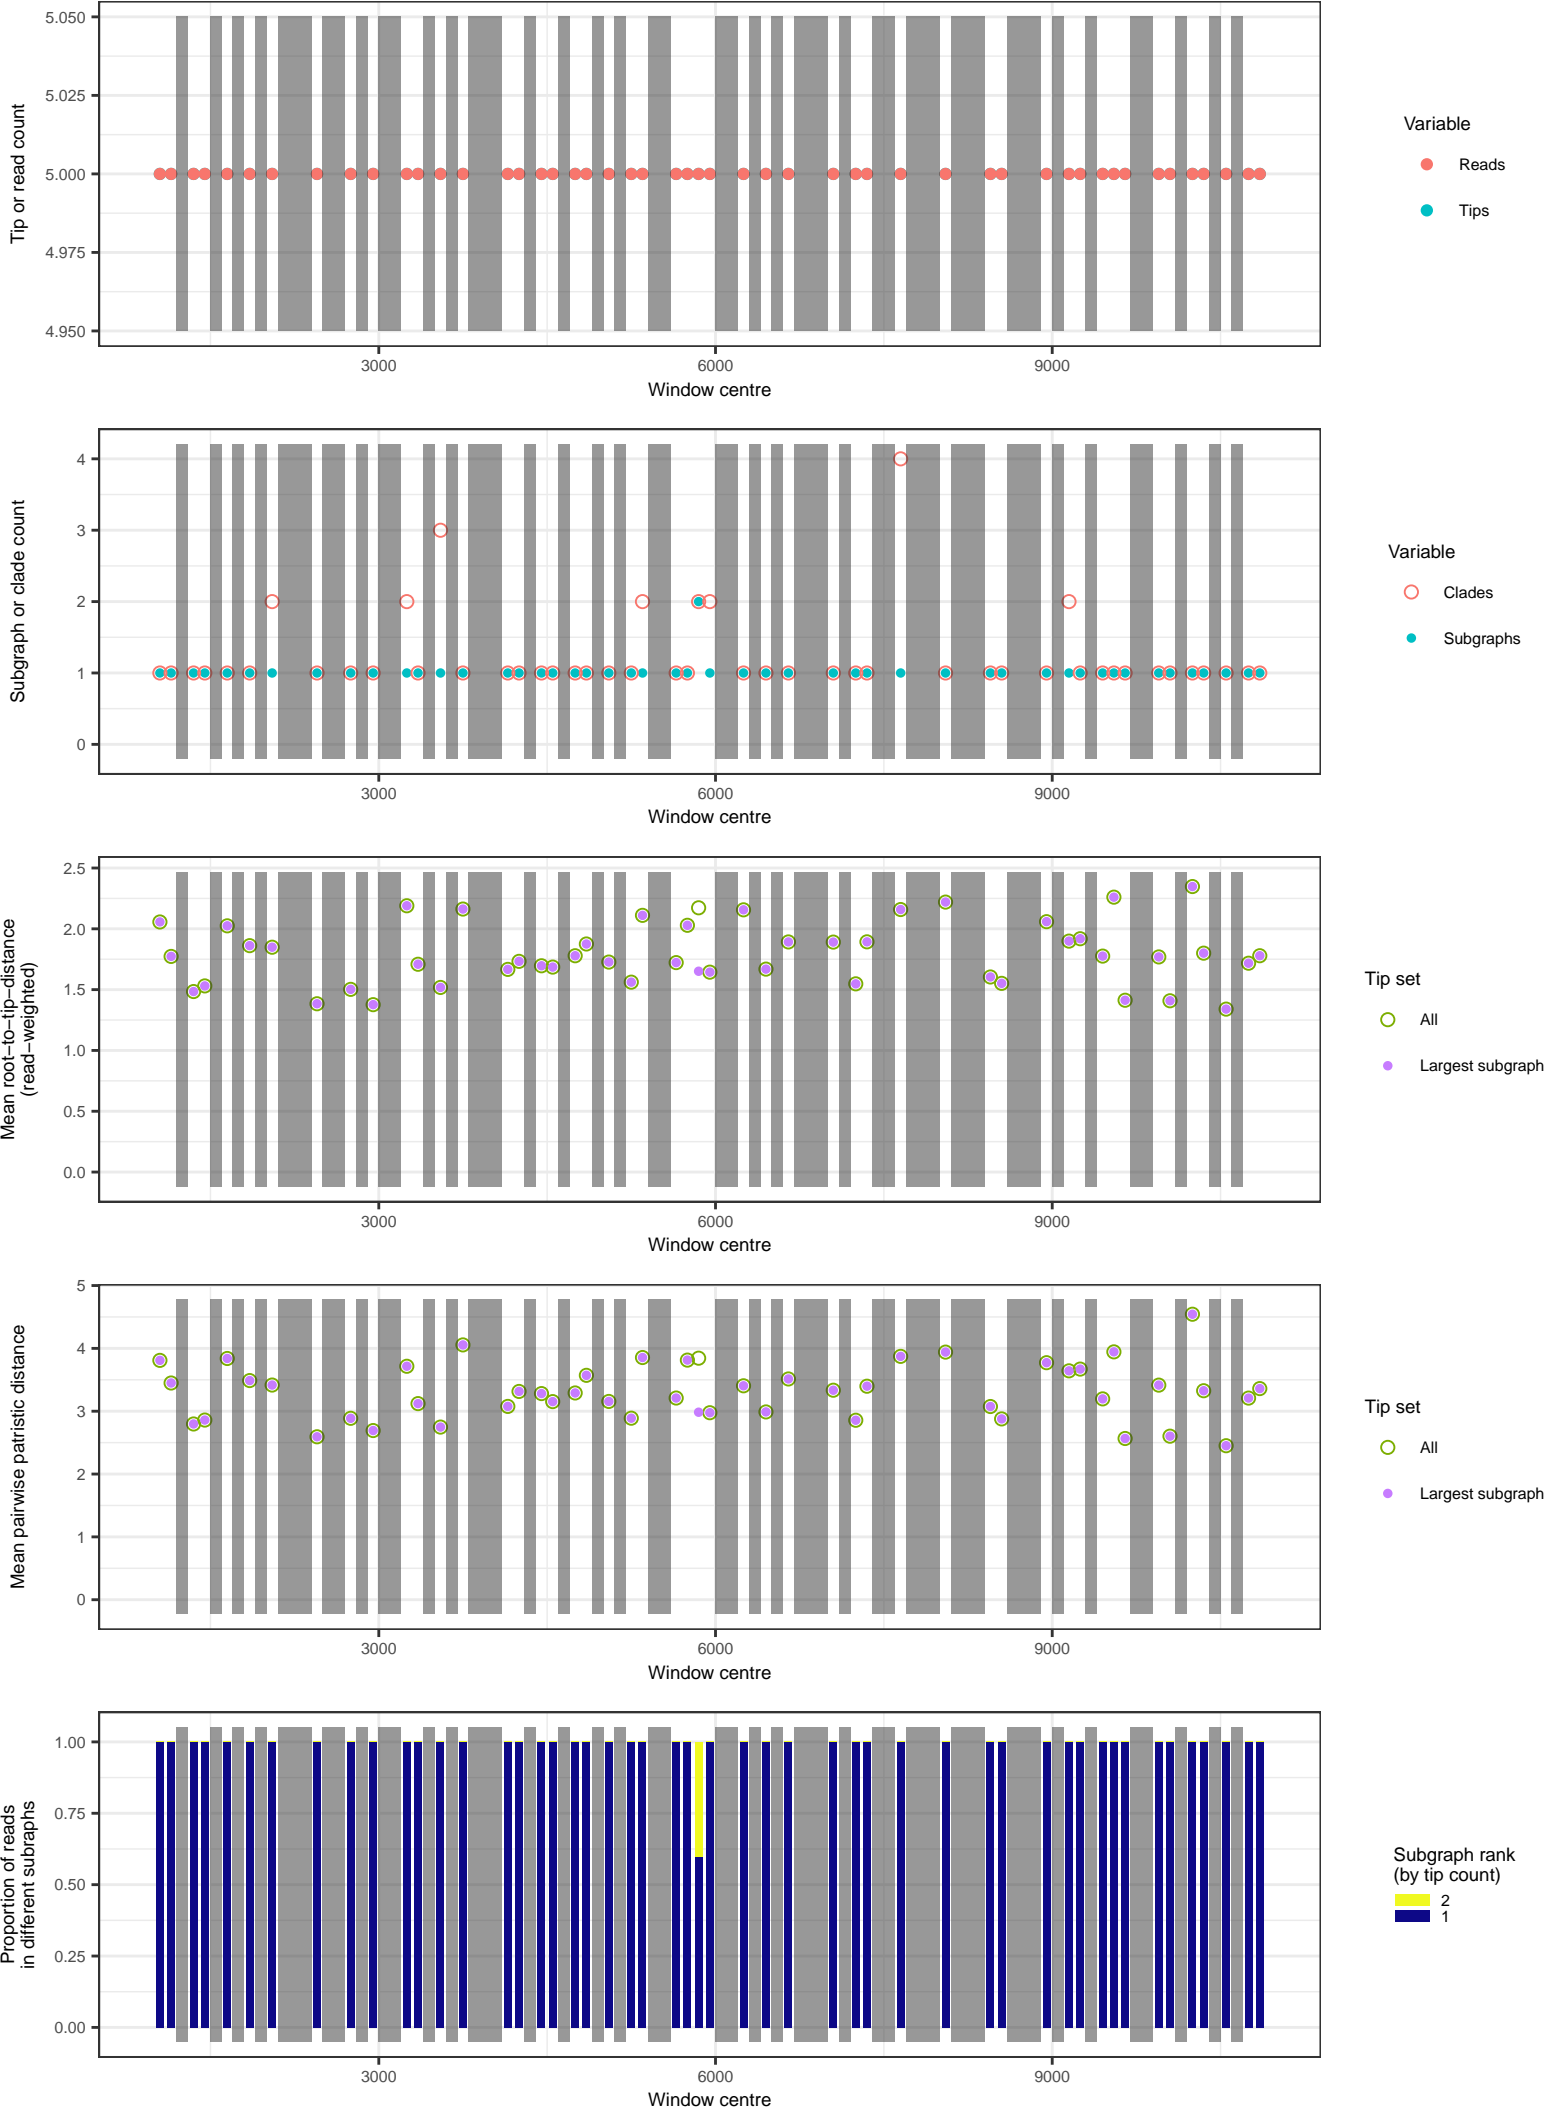 Tip or read count
5.050
5.025
5.000
4.975
4.950
3000
6000
9000
Window centre
Variable
Reads
Tips
Subgraph or clade count
4
3
2
1
0
3000
6000
9000
Window centre
Variable
Clades
Subgraphs
Mean root−to−tip−distance
(read−weighted)
2.5
2.0
1.5
1.0
0.5
0.0
3000
6000
9000
Window centre
Tip set
All
Largest subgraph
Mean pairwise patristic distance
5
4
3
2
1
0
3000
6000
9000
Window centre
Tip set
All
Largest subgraph
Proportion of reads
in different subraphs
1.00
0.75
0.50
0.25
0.00
3000
6000
9000
Window centre
Subgraph rank
(by tip count)
2
1